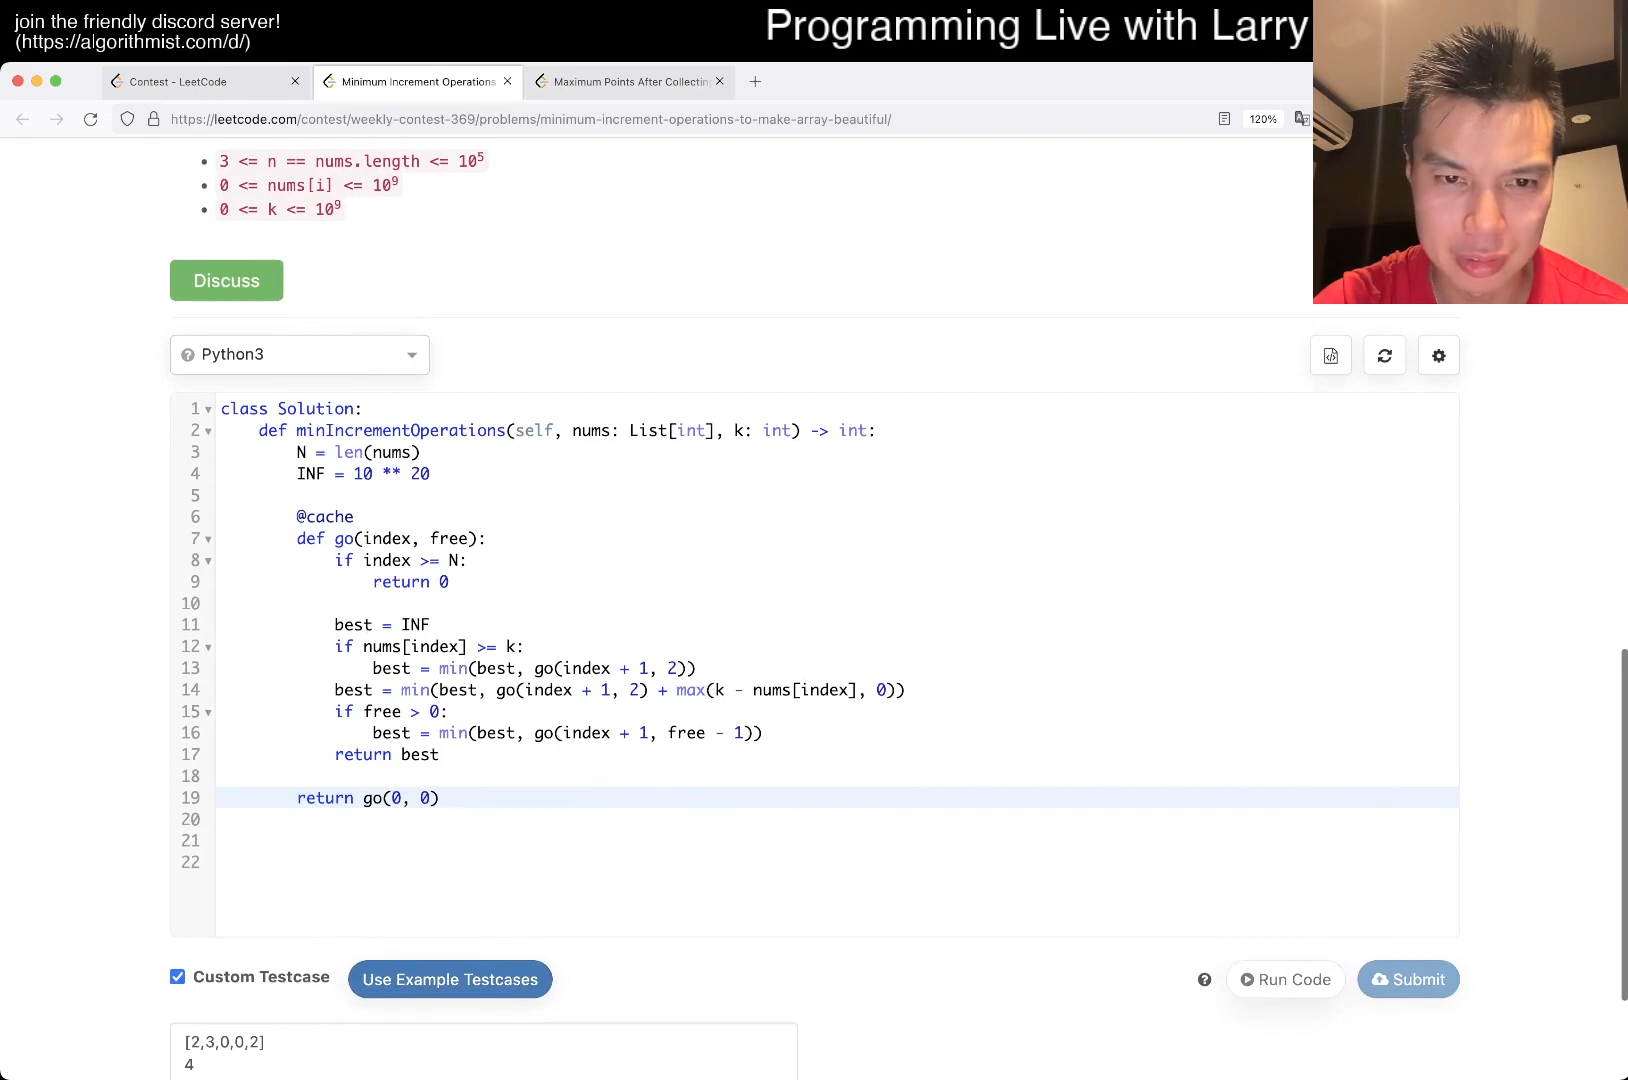 join the friendly discord server!
(https://algorithmist.com/d/)
Programming Live with Larry
Contest - LeetCode
Minimum Increment Operations
Maximum Points After Collecting
https://leetcode.com/contest/weekly-contest-369/problems/minimum-increment-operations-to-make-array-beautiful/
120%
3 <= n == nums.length <= 10^5
0 <= nums[i] <= 10^9
0 <= k <= 10^9
Discuss
Python3
1 class Solution:
2     def minIncrementOperations(self, nums: List[int], k: int) -> int:
3         N = len(nums)
4         INF = 10 ** 20
5
6         @cache
7         def go(index, free):
8             if index >= N:
9                 return 0
10
11             best = INF
12             if nums[index] >= k:
13                 best = min(best, go(index + 1, 2))
14             best = min(best, go(index + 1, 2) + max(k - nums[index], 0))
15             if free > 0:
16                 best = min(best, go(index + 1, free - 1))
17             return best
18
19         return go(0, 0)
20
21
22
Custom Testcase
Use Example Testcases
Run Code
Submit
[2,3,0,0,2]
4